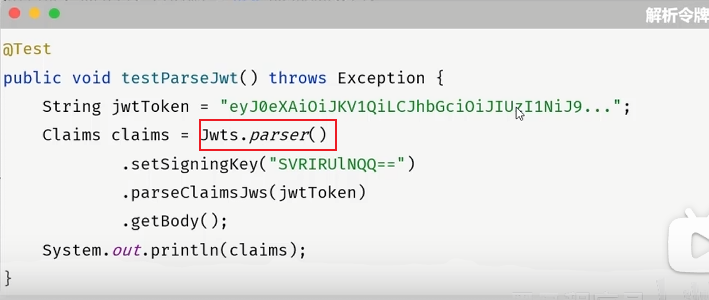 解析令牌
@Test
public void testParseJwt() throws Exception {
    String jwtToken = "eyJ0eXAiOiJKV1QiLCJhbGciOiJIUzI1NiJ9...";
    Claims claims = Jwts.parser()
            .setSigningKey("SVRIRUlNQQ==")
            .parseClaimsJws(jwtToken)
            .getBody();
    System.out.println(claims);
}